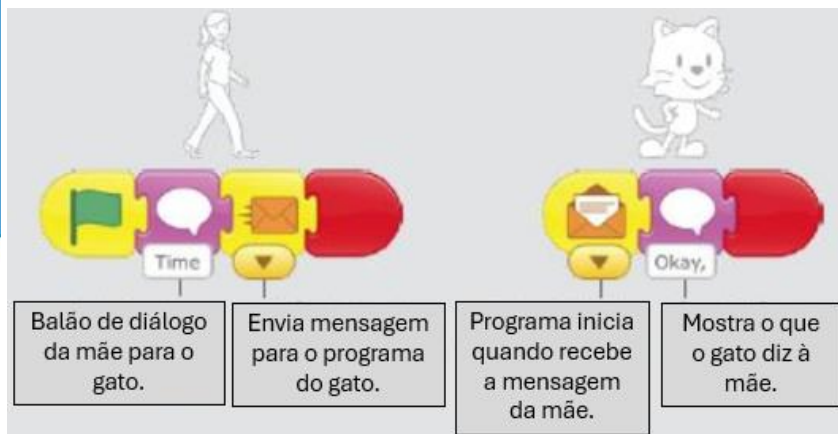 Time
Okay,
Balão de diálogo
da mãe para o
gato.
Envia mensagem
para o programa
do gato.
Programa inicia
quando recebe
a mensagem
da mãe.
Mostra o que
o gato diz à
mãe.